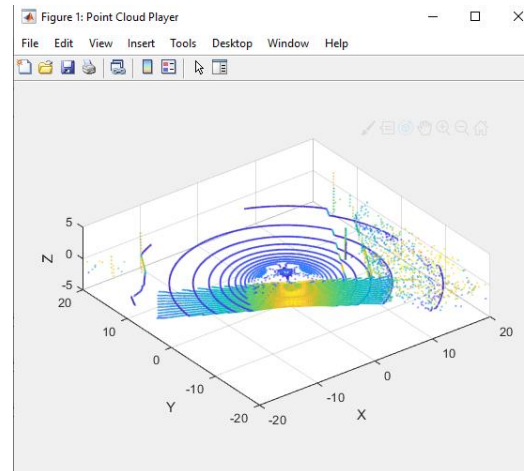 Figure 1: Point Cloud Player
File Edit View Insert Tools Desktop Window Help
5
0
-5
Z
20
10
0
-10
-20
Y
-20
-10
0
10
20
X